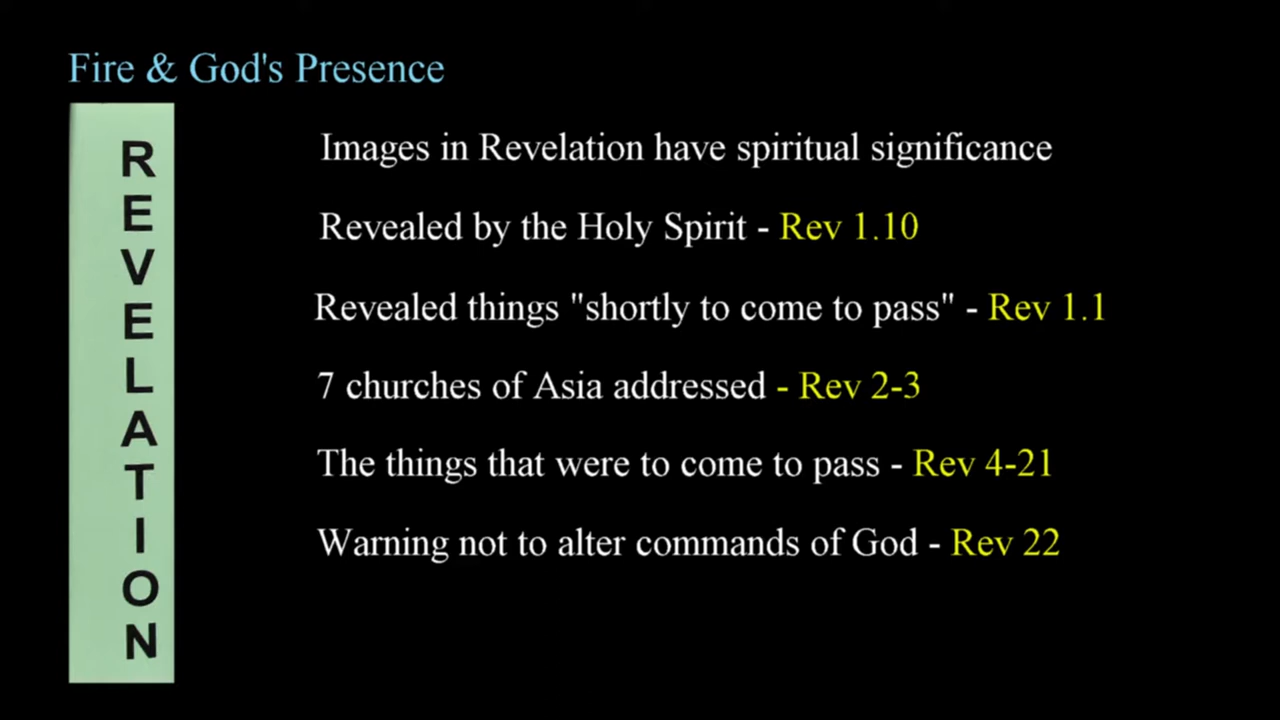 Fire & God's Presence
REVELATION
Images in Revelation have spiritual significance
Revealed by the Holy Spirit - Rev 1.10
Revealed things "shortly to come to pass" - Rev 1.1
7 churches of Asia addressed - Rev 2-3
The things that were to come to pass - Rev 4-21
Warning not to alter commands of God - Rev 22